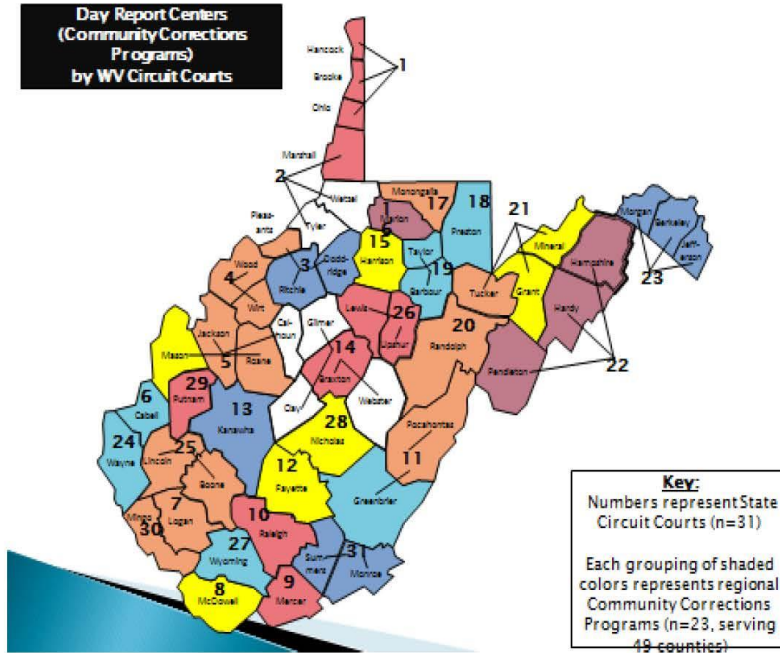 Day Report Centers
(Community Corrections
Programs)
by WV Circuit Courts
Hancock
1
Brooke
Ohio
Marshall
2
Wetzel
Monongalia
17
18
Pleas-
ants
Tyler
1
Marion
6
21
Morgan
Berkeley
Jeff-
erson
15
Harrison
Taylor
Preston
Mineral
Hampshire
23
Wood
3
Dodd-
ridge
19
4
Ritchie
Barbour
Tucker
Grant
Wirt
Lewis
26
Hardy
Jackson
Cal-
houn
Gilmer
Upshur
20
Randolph
Mason
5
Roane
14
Braxton
Pendleton
22
29
Putnam
Clay
Webster
6
Cabell
13
Kanawha
28
Nicholas
Pocahontas
24
Wayne
25
Lincoln
12
Fayette
11
Boone
Greenbrier
7
Logan
Mingo
30
10
Raleigh
27
Wyoming
Sum-
mers
31
Monroe
8
McDowell
9
Mercer
Key:
Numbers represent State
Circuit Courts (n=31)
Each grouping of shaded
colors represents regional
Community Corrections
Programs (n=23, serving
49 counties)